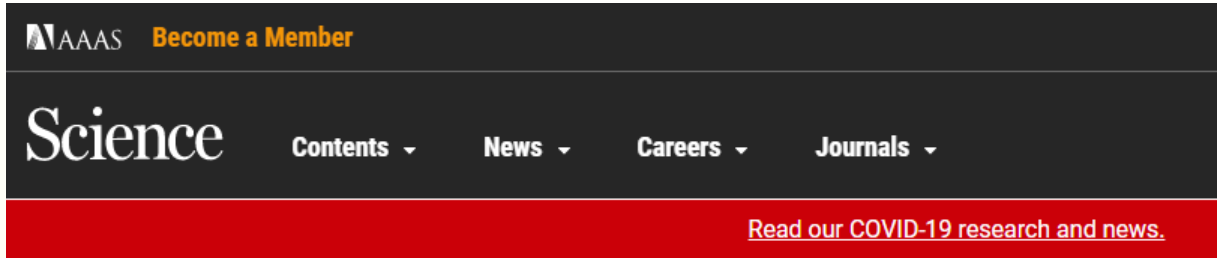 AAAS Become a Member
Science Contents News Careers Journals
Read our COVID-19 research and news.